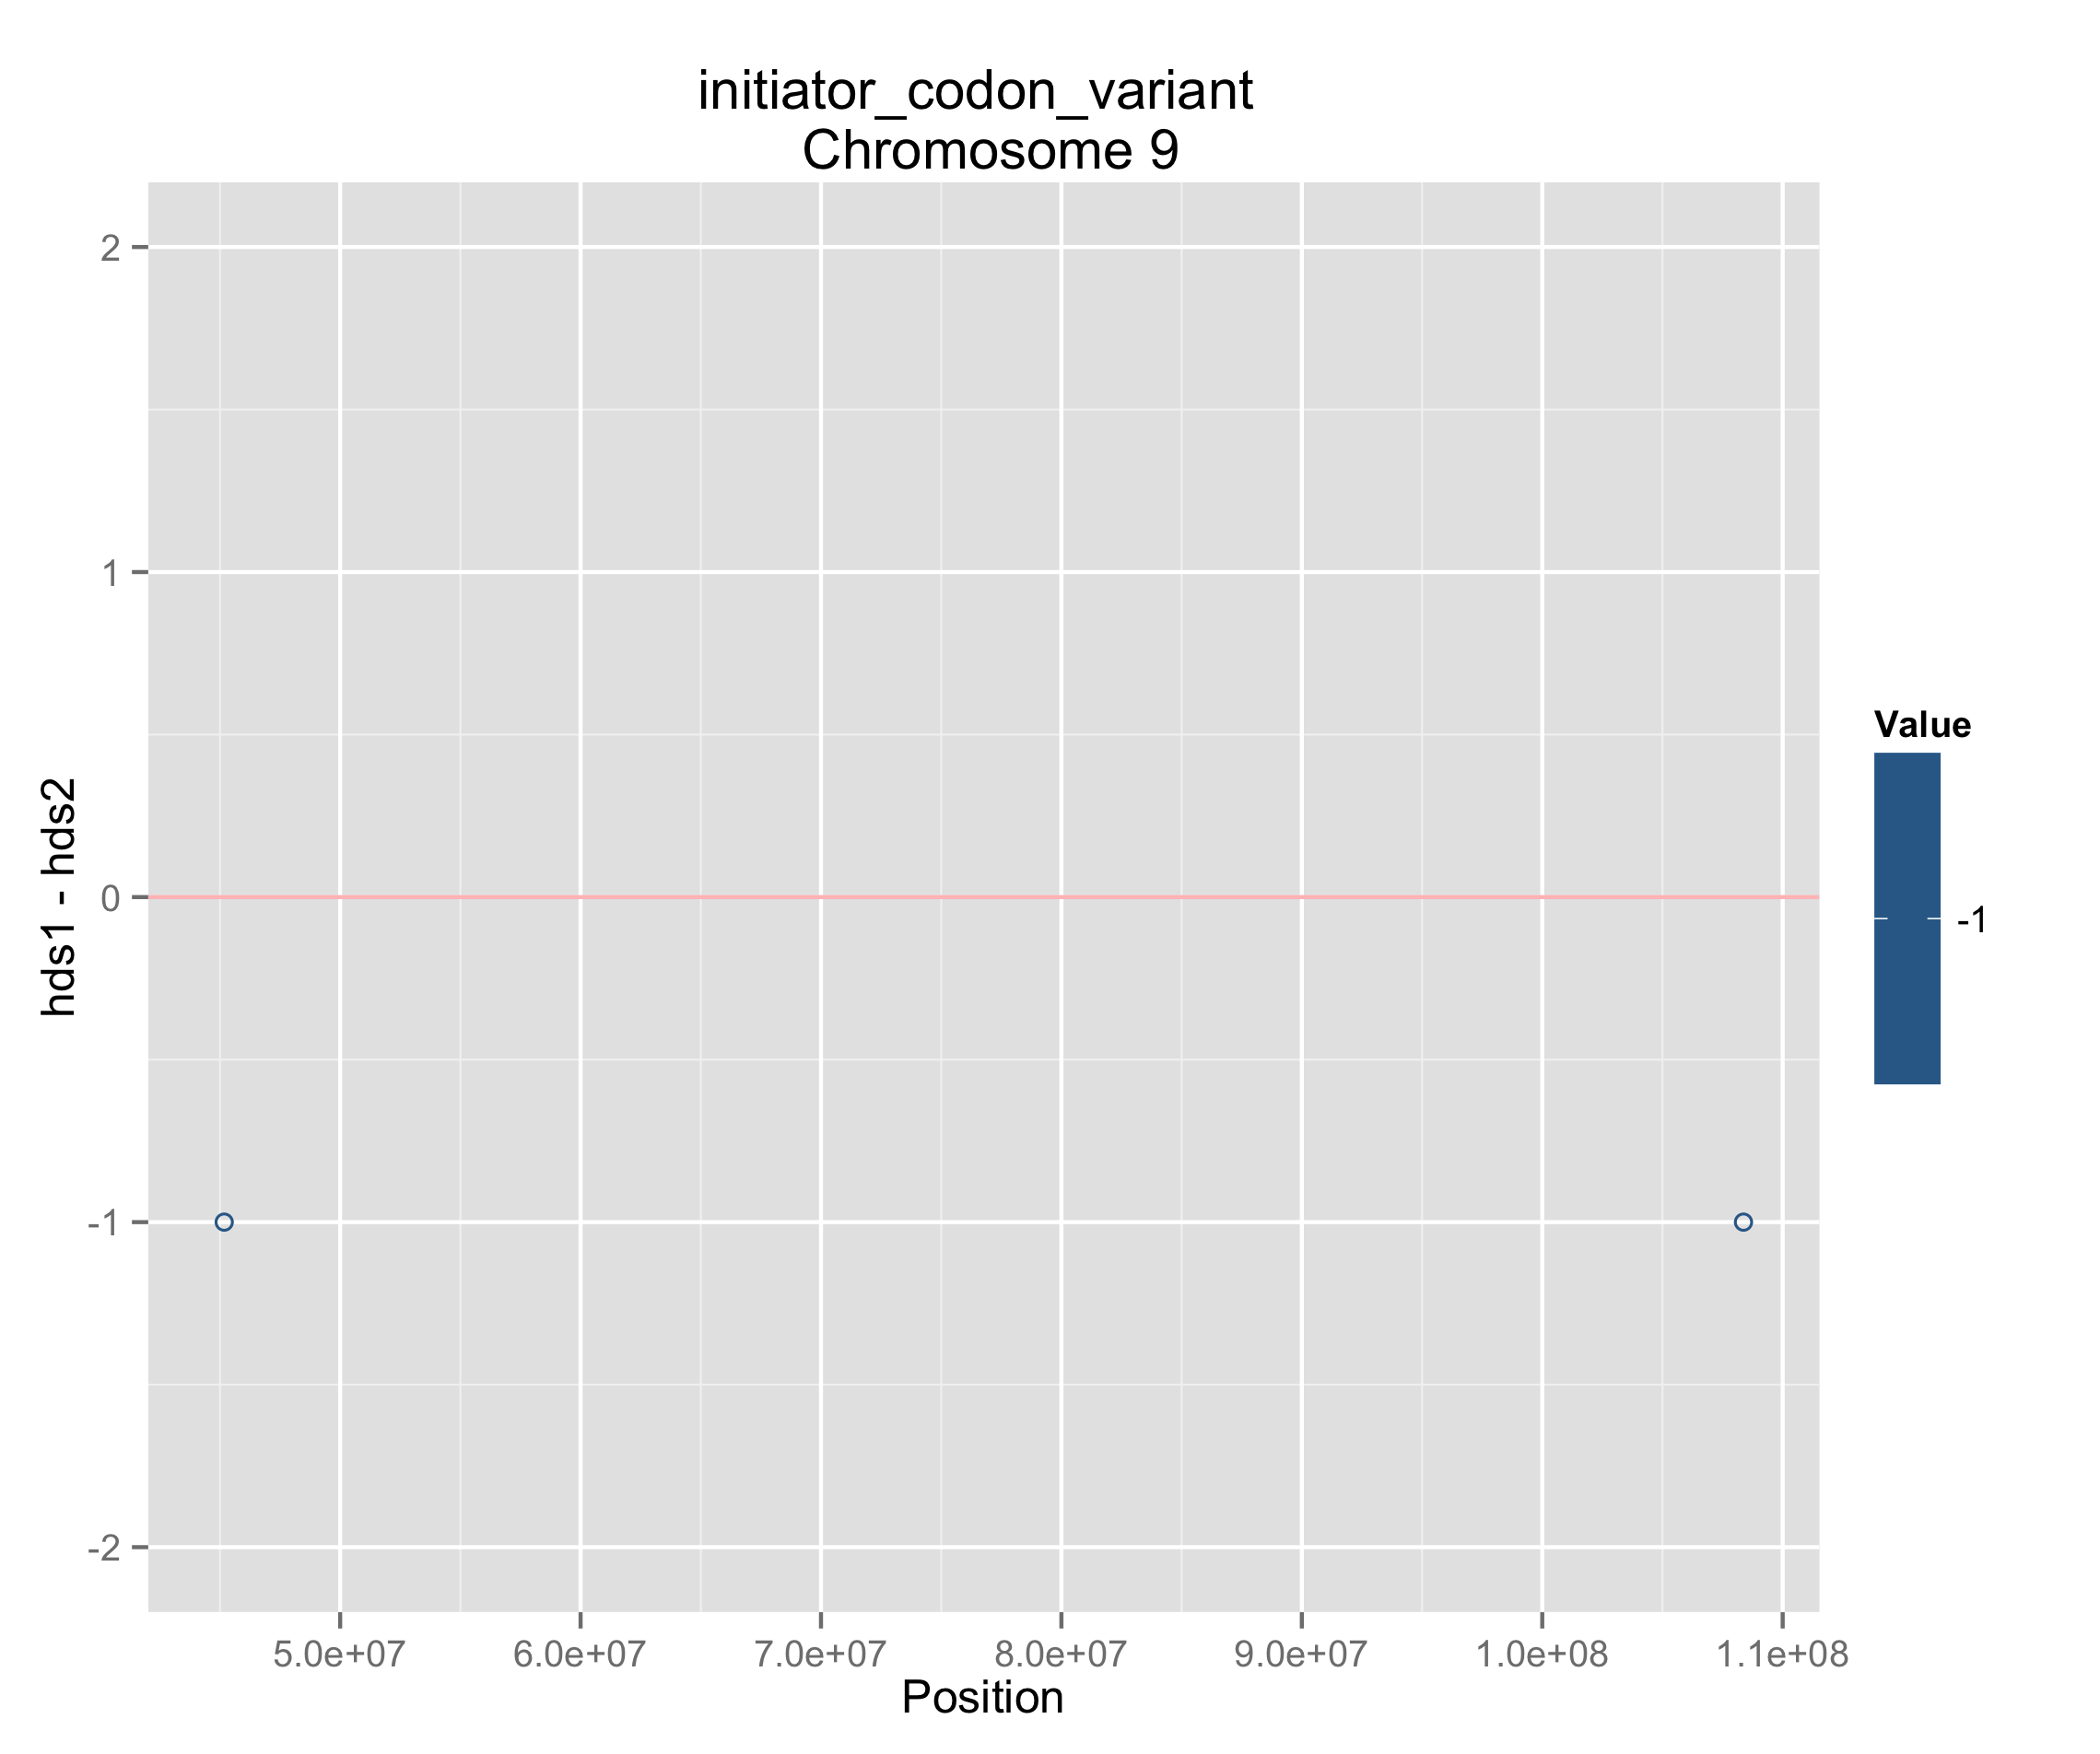 initiator_codon_variant
Chromosome 9
2
1
0
-1
-2
hds1 - hds2
5.0e+07 6.0e+07 7.0e+07 8.0e+07 9.0e+07 1.0e+08 1.1e+08
Position
Value
-1